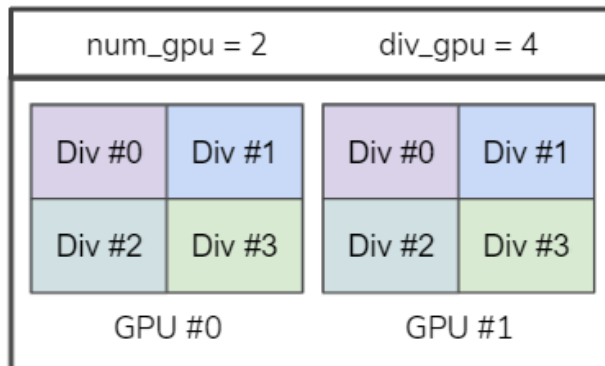 num_gpu = 2 div_gpu = 4
Div #0 Div #1 Div #0 Div #1
Div #2 Div #3 Div #2 Div #3
GPU #0 GPU #1